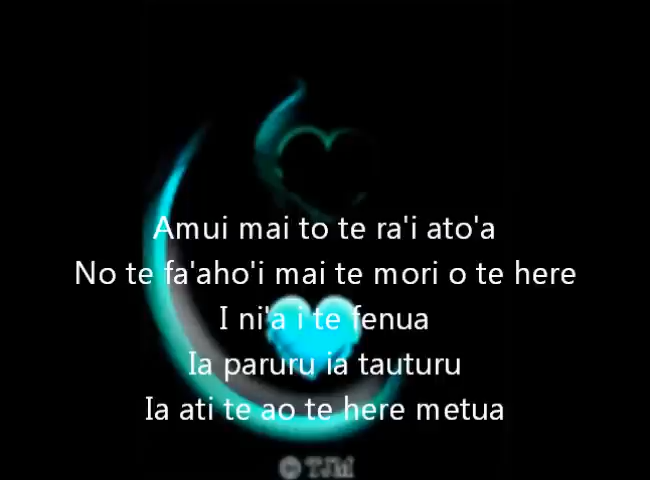 Amui mai to te ra'i ato'a
No te fa'aho'i mai te mori o te here
I ni'a i te fenua
Ia paruru ia tauturu
Ia ati te ao te here metua
© TJM